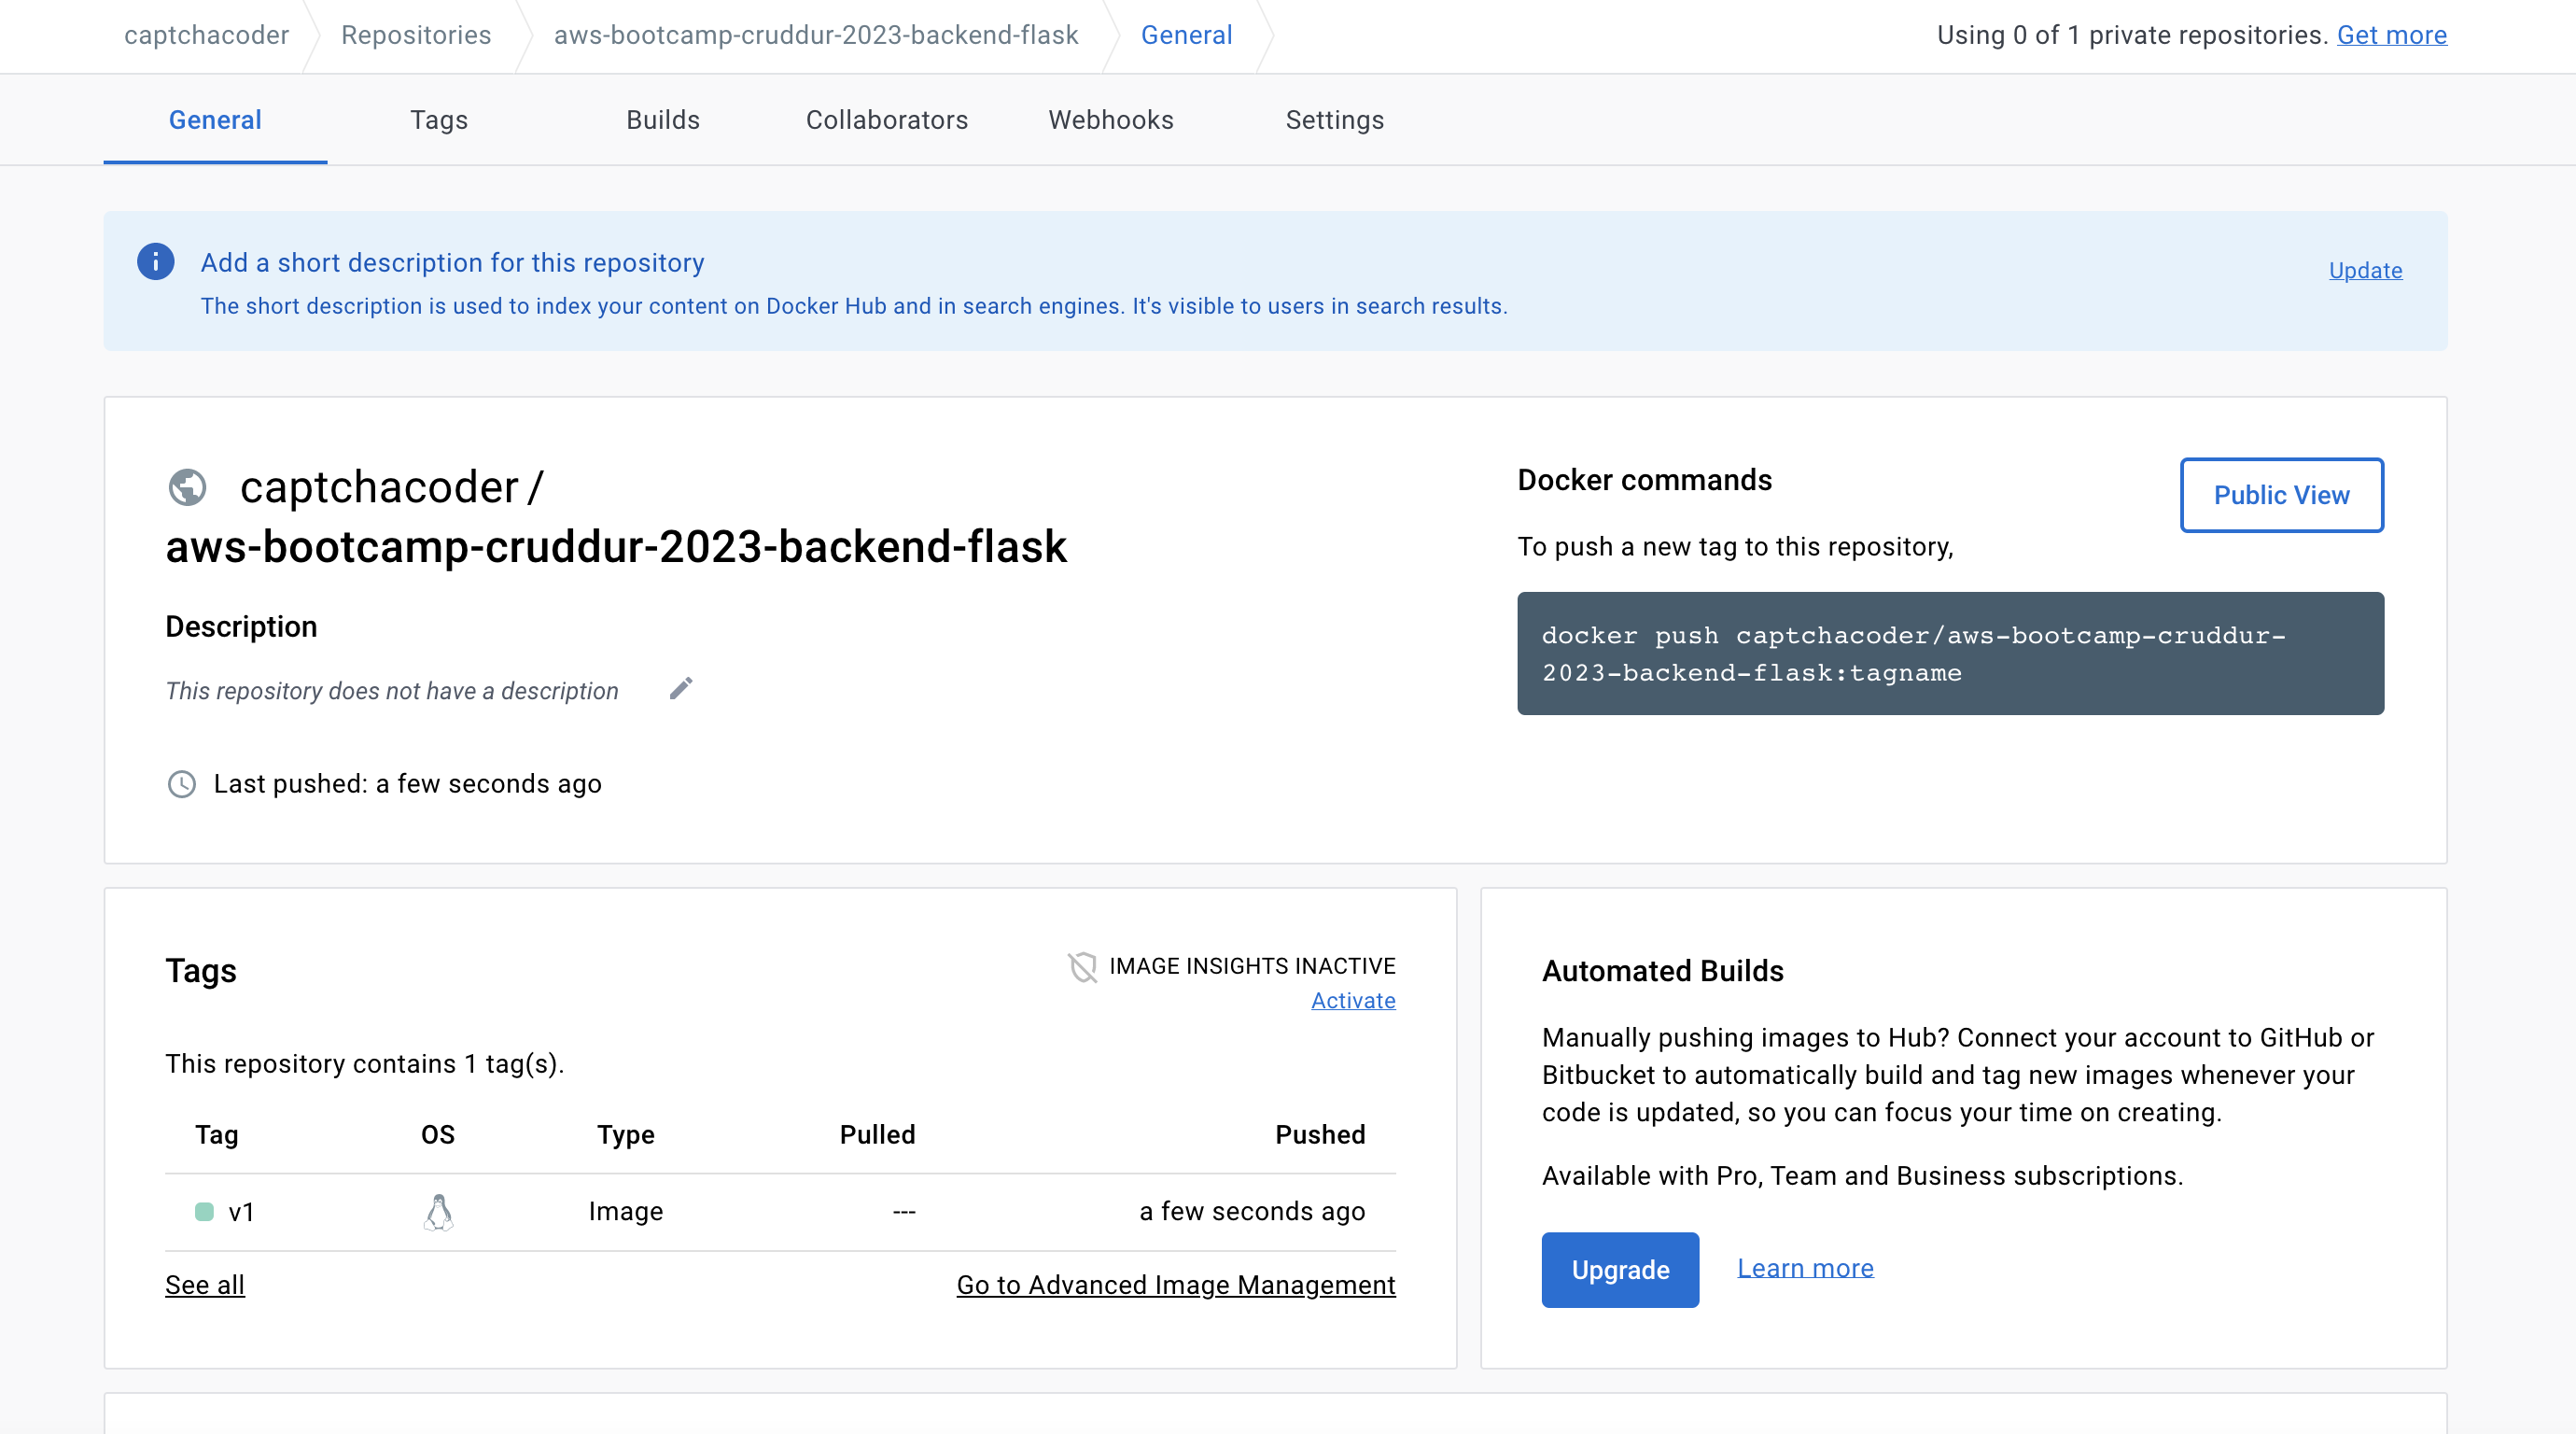 captchacoder Repositories aws-bootcamp-cruddur-2023-backend-flask General Using 0 of 1 private repositories. Get more
General Tags Builds Collaborators Webhooks Settings
Add a short description for this repository
Update
The short description is used to index your content on Docker Hub and in search engines. It's visible to users in search results.
captchacoder /
aws-bootcamp-cruddur-2023-backend-flask
Description
This repository does not have a description
Last pushed: a few seconds ago
Docker commands
Public View
To push a new tag to this repository,
docker push captchacoder/aws-bootcamp-cruddur-
2023-backend-flask:tagname
Tags
IMAGE INSIGHTS INACTIVE
Activate
This repository contains 1 tag(s).
Tag OS Type Pulled Pushed
v1 Image --- a few seconds ago
See all Go to Advanced Image Management
Automated Builds
Manually pushing images to Hub? Connect your account to GitHub or
Bitbucket to automatically build and tag new images whenever your
code is updated, so you can focus your time on creating.
Available with Pro, Team and Business subscriptions.
Upgrade Learn more